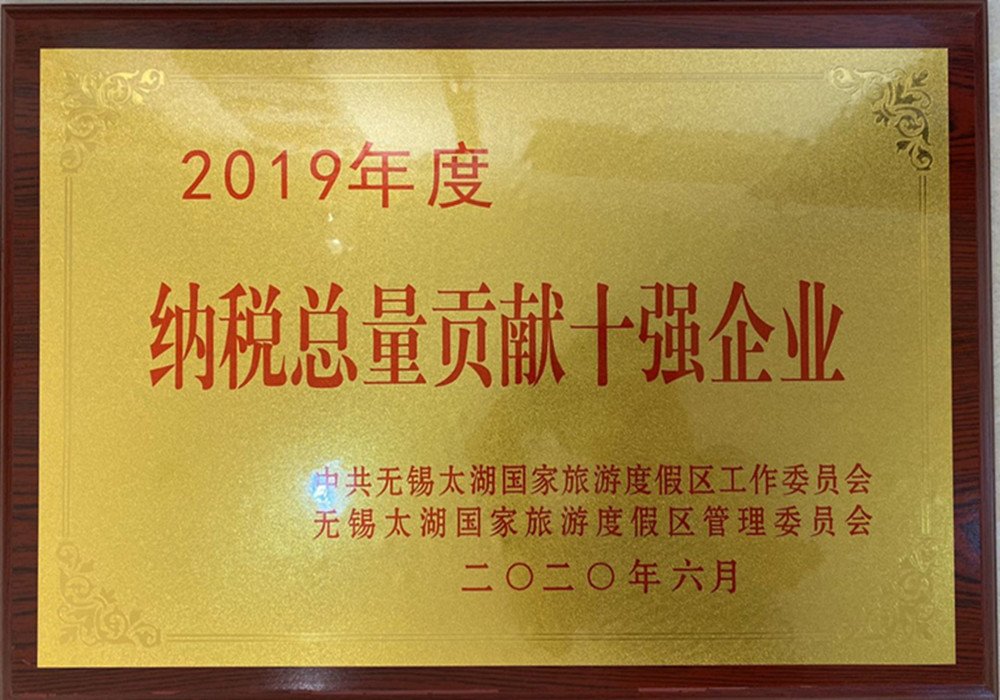 2019年度
纳税总量贡献十强企业
中共无锡太湖国家旅游度假区工作委员会
无锡太湖国家旅游度假区管理委员会
二〇二〇年六月